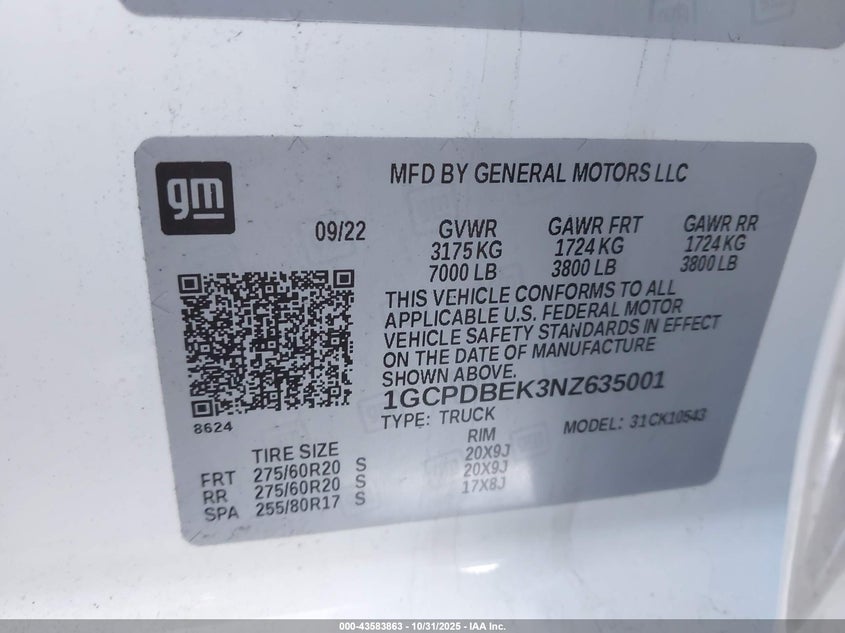 gm
MFD BY GENERAL MOTORS LLC
09/22 GVWR GAWR FRT GAWR RR
3175 KG 1724 KG 1724 KG
7000 LB 3800 LB 3800 LB
THIS VEHICLE CONFORMS TO ALL
APPLICABLE U.S. FEDERAL MOTOR
VEHICLE SAFETY STANDARDS IN EFFECT
ON THE DATE OF MANUFACTURE
SHOWN ABOVE.
1GCPDBEK3NZ635001
8624
TYPE: TRUCK MODEL: 31CK10543
TIRE SIZE RIM
FRT 275/60R20 S 20X9J
RR 275/60R20 S 20X9J
SPA 255/80R17 S 17X8J
000-43583863 - 10/31/2025 - IAA Inc.